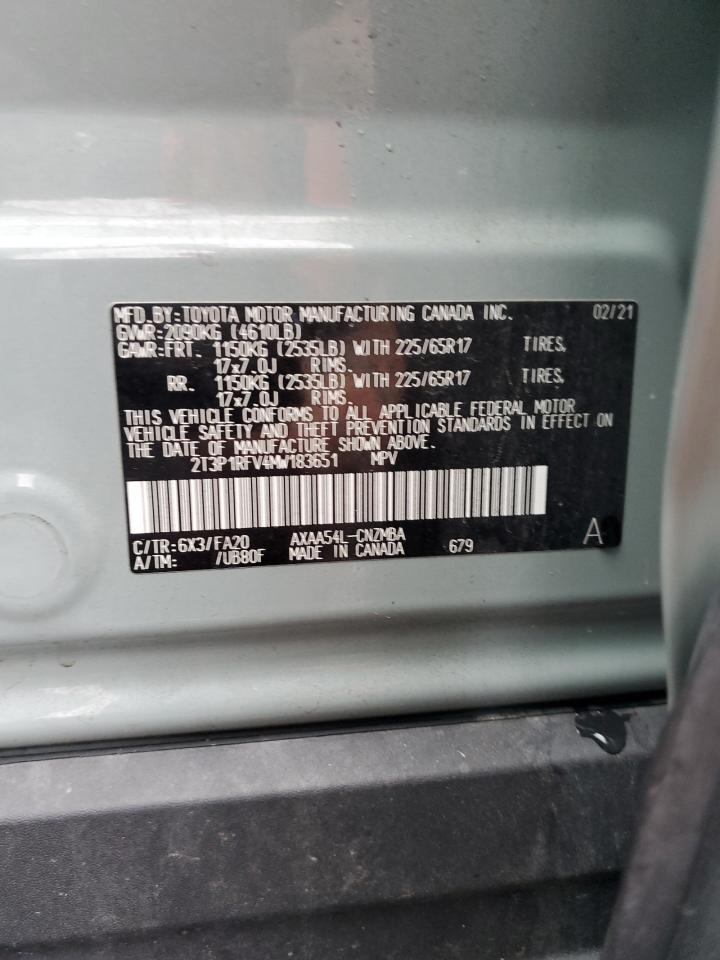 MFD. BY: TOYOTA MOTOR MANUFACTURING CANADA INC. 02/21
GVWR: 2090KG (4610LB)
GAWR: FRT. 1150KG (2535LB) WITH 225/65R17 TIRES,
17x7.0J RIMS.
RR. 1150KG (2535LB) WITH 225/65R17 TIRES,
17x7.0J RIMS.
THIS VEHICLE CONFORMS TO ALL APPLICABLE FEDERAL MOTOR
VEHICLE SAFETY AND THEFT PREVENTION STANDARDS IN EFFECT ON
THE DATE OF MANUFACTURE SHOWN ABOVE.
2T3P1RFV4MW183651 MPV
C/TR: 6X3/FA20 AXAA54L-CNZMBA
A/TM: /UB80F MADE IN CANADA 679 A